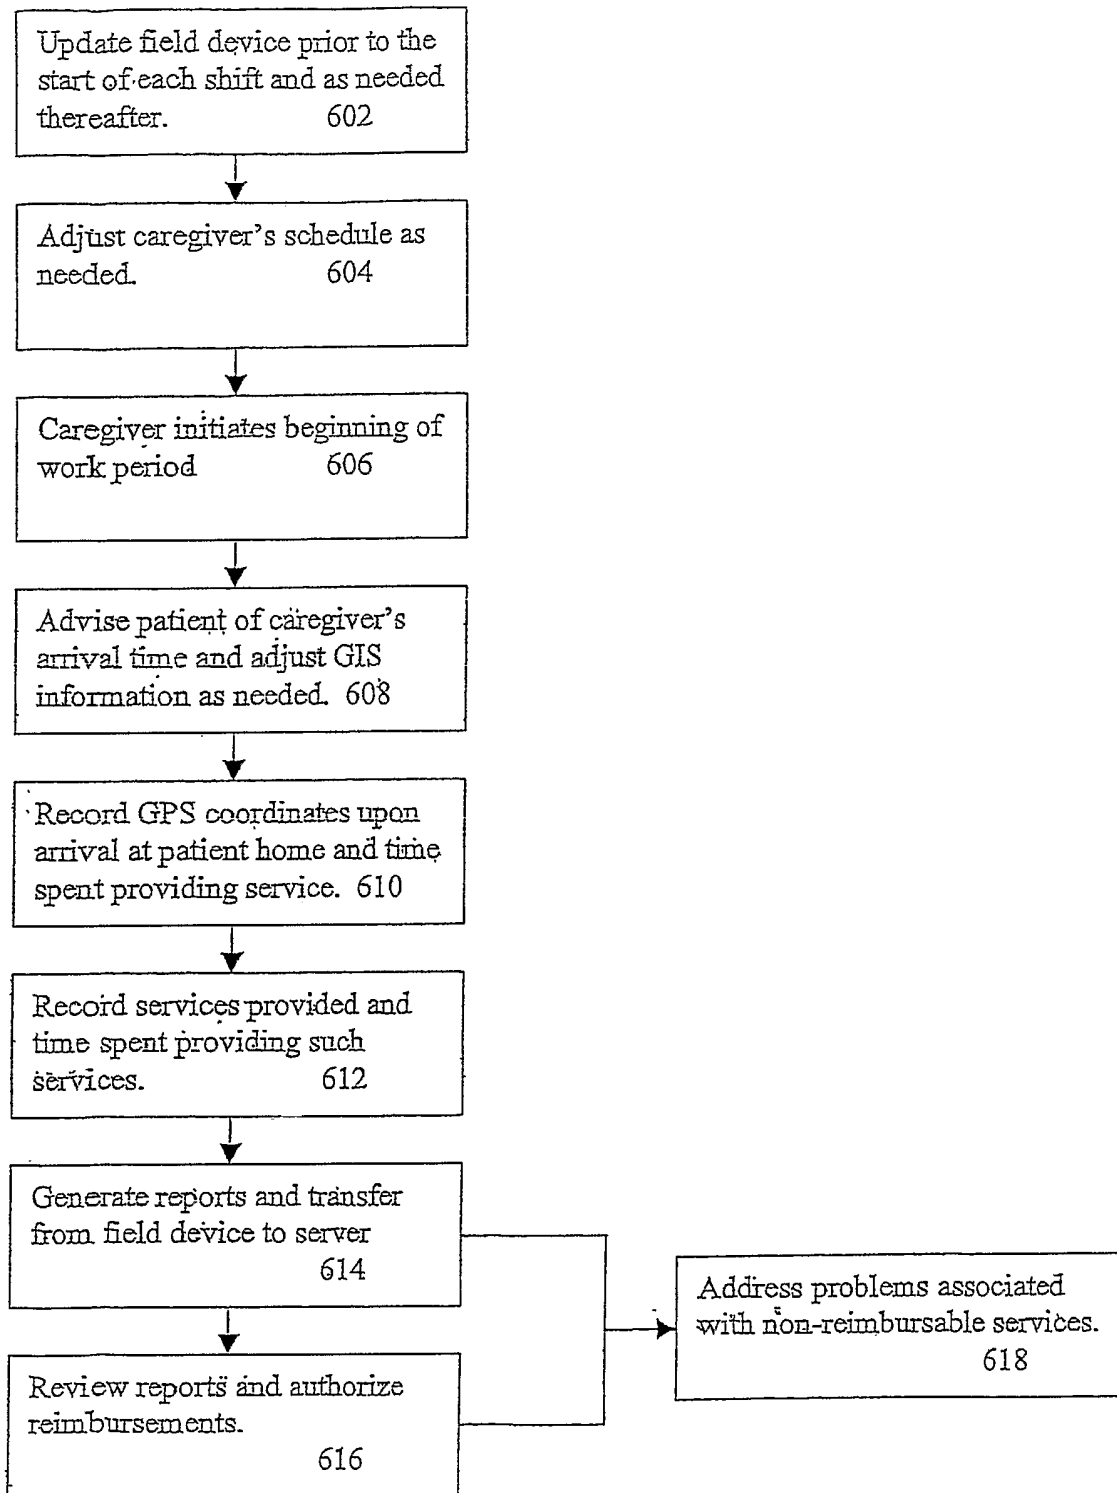 Update field device prior to the
start of each shift and as needed
thereafter. 602
Adjust caregiver's schedule as
needed. 604
Caregiver initiates beginning of
work period 606
Advise patient of caregiver's
arrival time and adjust GIS
information as needed. 608
Record GPS coordinates upon
arrival at patient home and time
spent providing service. 610
Record services provided and
time spent providing such
services. 612
Generate reports and transfer
from field device to server
614
Review reports and authorize
reimbursements.
616
Address problems associated
with non-reimbursable services.
618